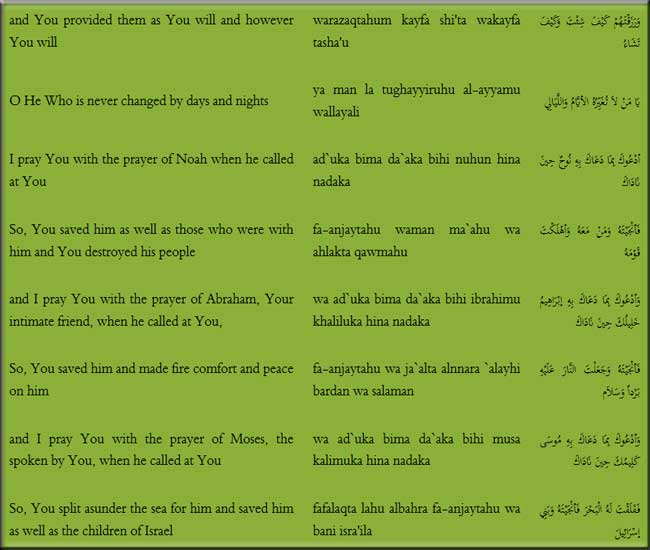 and You provided them as You will and however
You will
warazaqtahum kayfa shi'ta wakayfa
tasha'u
وَرَزَقْتَهُمْ كَيْفَ شِئْتَ وَكَيْفَ
تَشَاءُ
O He Who is never changed by days and nights
ya man la tughayyiruhu al-ayyamu
wallayali
يَا مَنْ لاَ تُغَيِّرُهُ الأَيَّامُ وَاللَّيَالِي
I pray You with the prayer of Noah when he called
at You
ad`uka bima da`aka bihi nuhun hina
nadaka
أَدْعُوكَ بِمَا دَعَاكَ بِهِ نُوحٌ حِينَ
نَادَاكَ
So, You saved him as well as those who were with
him and You destroyed his people
fa-anjaytahu waman ma`ahu wa
ahlakta qawmahu
فَأَنْجَيْتَهُ وَمَنْ مَعَهُ وَأَهْلَكْتَ
قَوْمَهُ
and I pray You with the prayer of Abraham, Your
intimate friend, when he called at You,
wa ad`uka bima da`aka bihi ibrahimu
khaliluka hina nadaka
وَأَدْعُوكَ بِمَا دَعَاكَ بِهِ إبْرَاهِيمُ
خَلِيلُكَ حِينَ نَادَاكَ
So, You saved him and made fire comfort and peace
on him
fa-anjaytahu wa ja`alta alnnara `alayhi
bardan wa salaman
فَأَنْجَيْتَهُ وَجَعَلْتَ النَّارَ عَلَيْهِ
بَرْداً وَسَلاَم
and I pray You with the prayer of Moses, the
spoken by You, when he called at You
wa ad`uka bima da`aka bihi musa
kalimuka hina nadaka
وَأَدْعُوكَ بِمَا دَعَاكَ بِهِ مُوسَى
كَلِيمُكَ حِينَ نَادَاكَ
So, You split asunder the sea for him and saved him
as well as the children of Israel
fafalaqta lahu albahra fa-anjaytahu wa
bani isra'ila
فَفَلَقْتَ لَهُ الْبَحْرَ فَأَنْجَيْتَهُ وَبَنِي
إسْرَائِيلَ